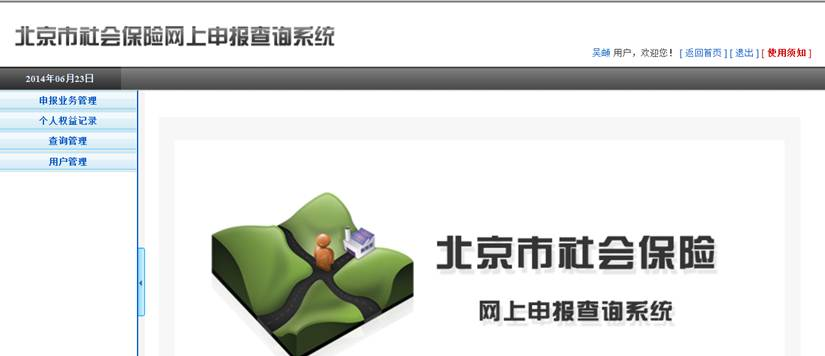 北京市社会保险网上申报查询系统
吴崸 用户，欢迎您！ [ 返回首页 ] [ 退出 ] [ 使用须知 ]
2014年06月23日
申报业务管理
个人权益记录
查询管理
用户管理
北京市社会保险
网上申报查询系统